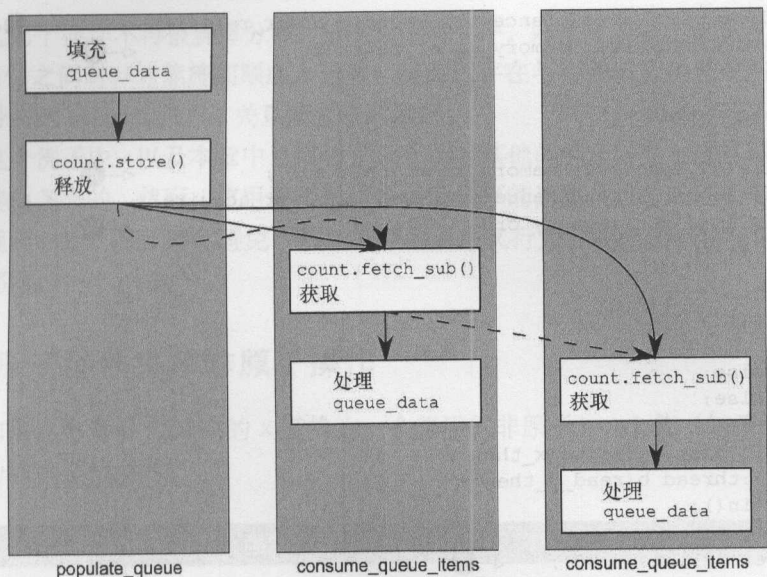 填充
queue_data
count.store()
释放
count.fetch_sub()
获取
处理
queue_data
count.fetch_sub()
获取
处理
queue_data
populate_queue
consume_queue_items
consume_queue_items